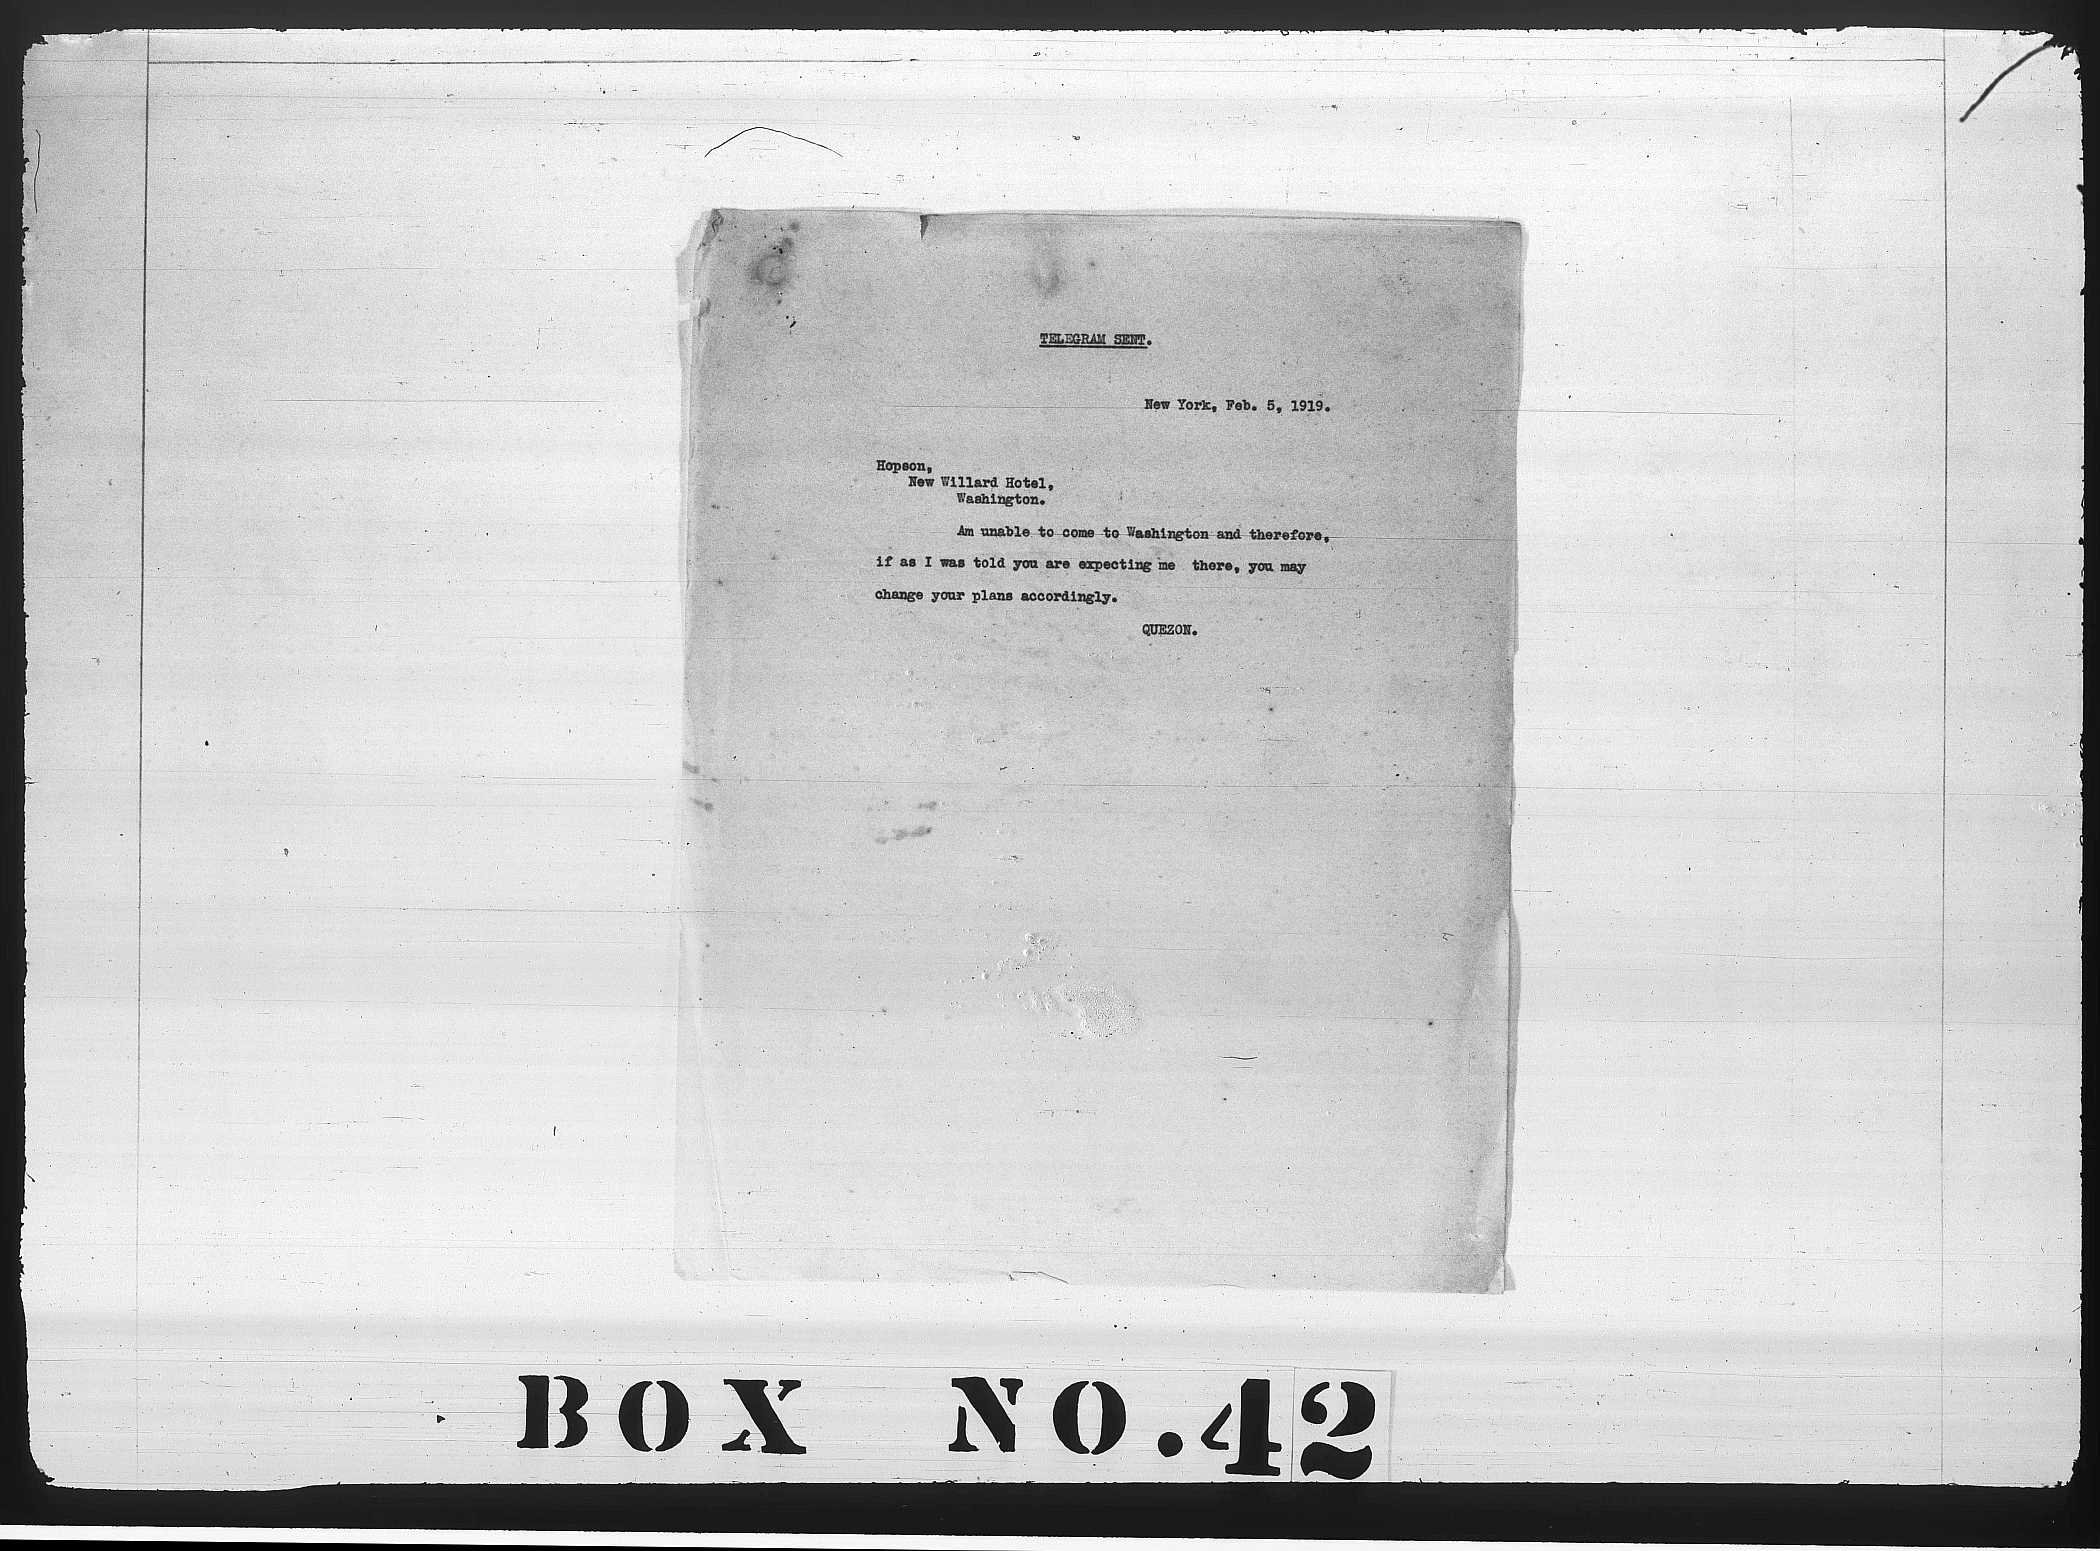 TELEGRAM SENT.
New York, Feb. 5, 1919.
Hopson,
New Willard Hotel,
Washington.
Am unable to come to Washington and therefore,
if as I was told you are expecting me there, you may
change your plans accordingly.
QUEZON.
BOX NO.42